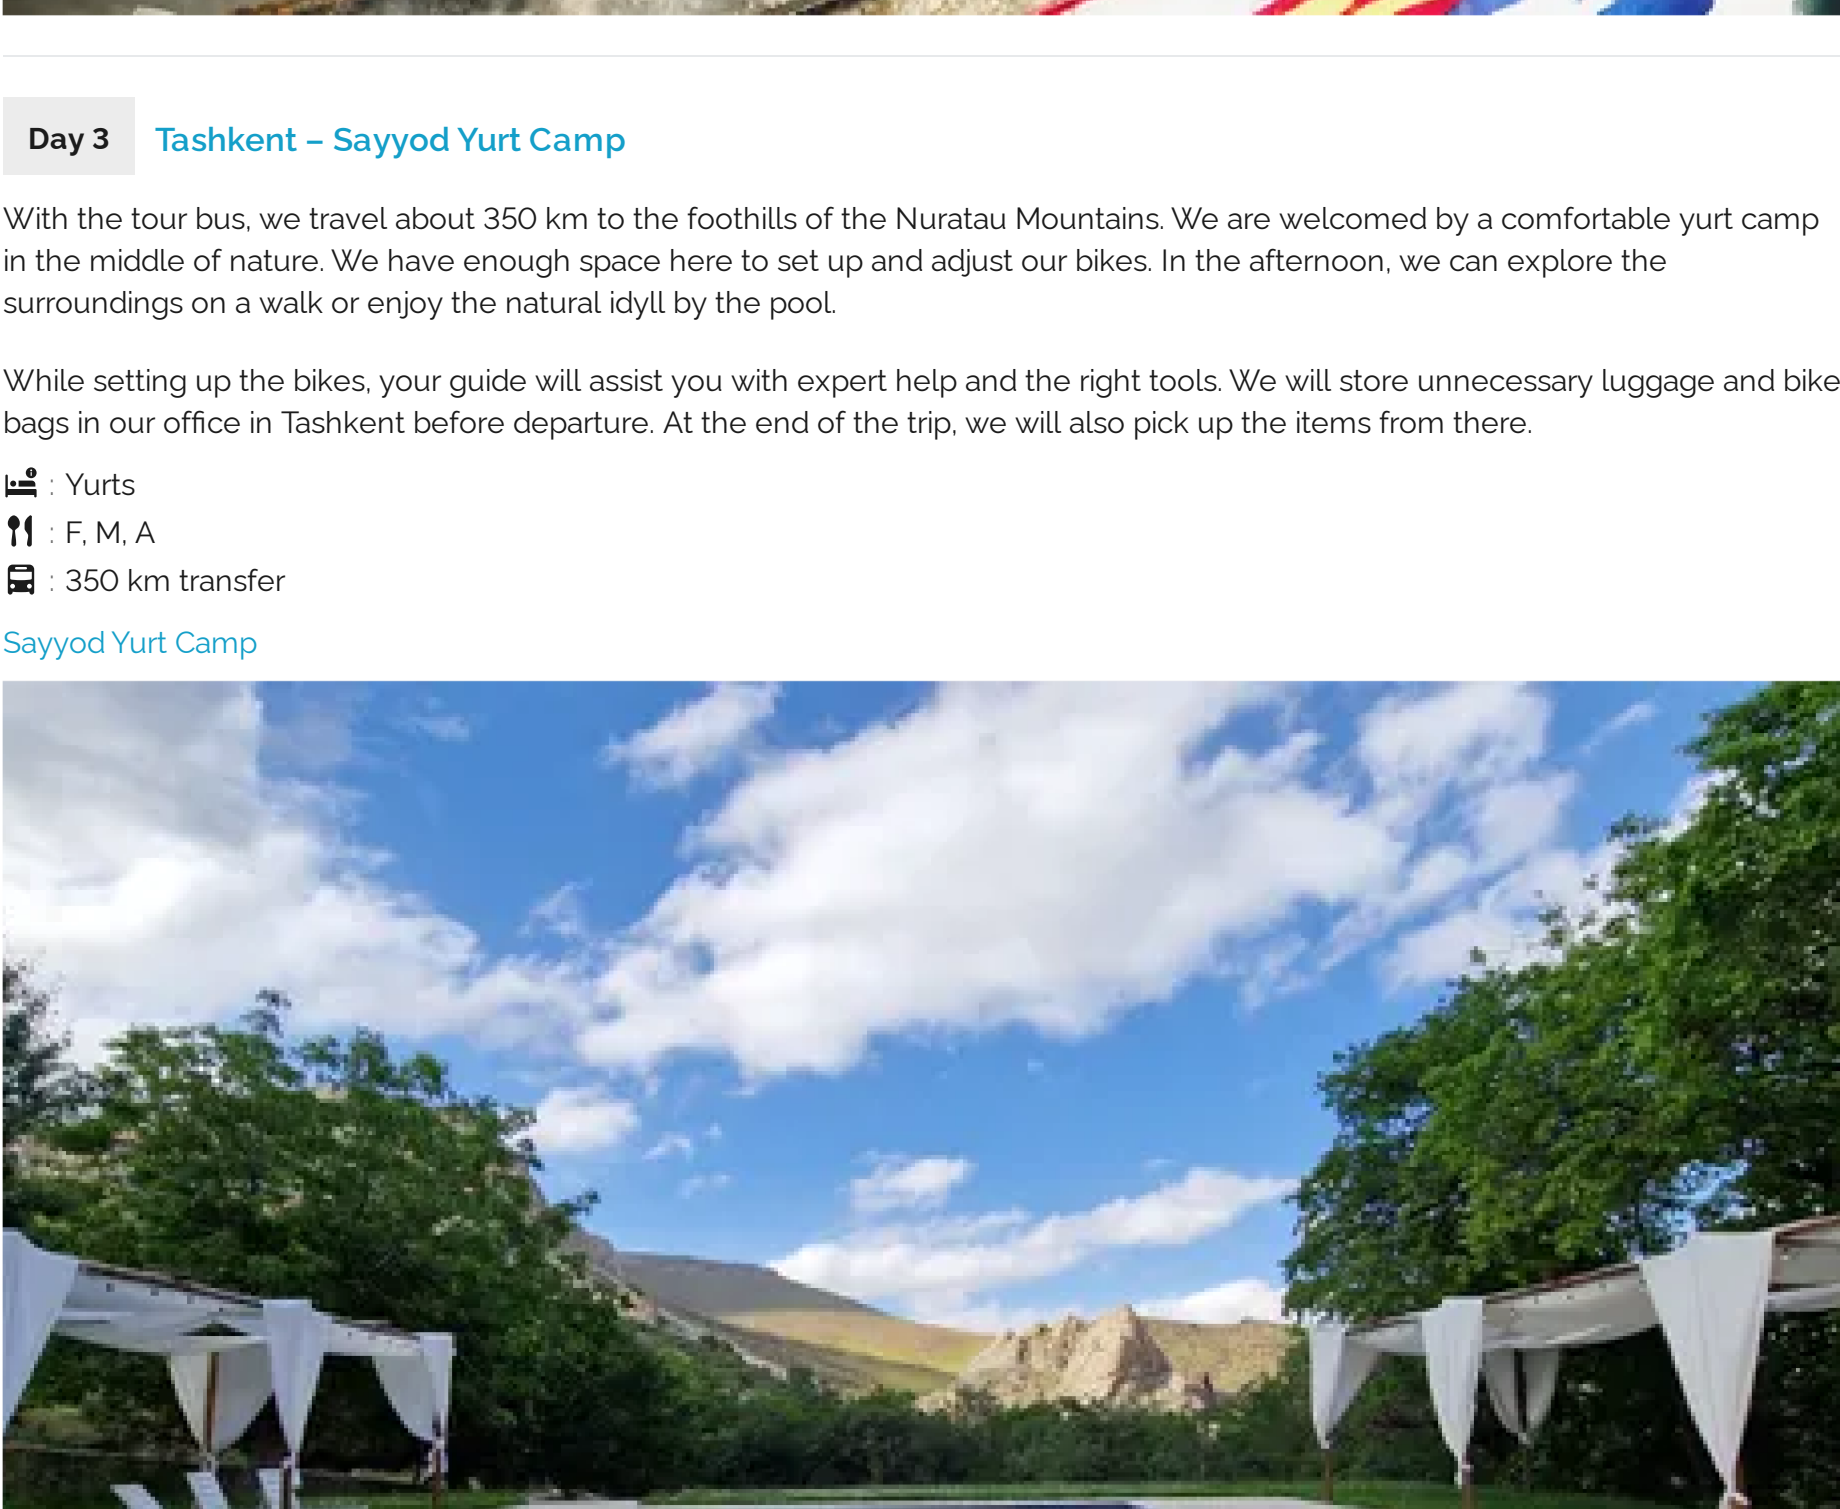 Day 3 Tashkent – Sayyod Yurt Camp
With the tour bus, we travel about 350 km to the foothills of the Nuratau Mountains. We are welcomed by a comfortable yurt camp
in the middle of nature. We have enough space here to set up and adjust our bikes. In the afternoon, we can explore the
surroundings on a walk or enjoy the natural idyll by the pool.
While setting up the bikes, your guide will assist you with expert help and the right tools. We will store unnecessary luggage and bike
bags in our office in Tashkent before departure. At the end of the trip, we will also pick up the items from there.
: Yurts
: F, M, A
: 350 km transfer
Sayyod Yurt Camp